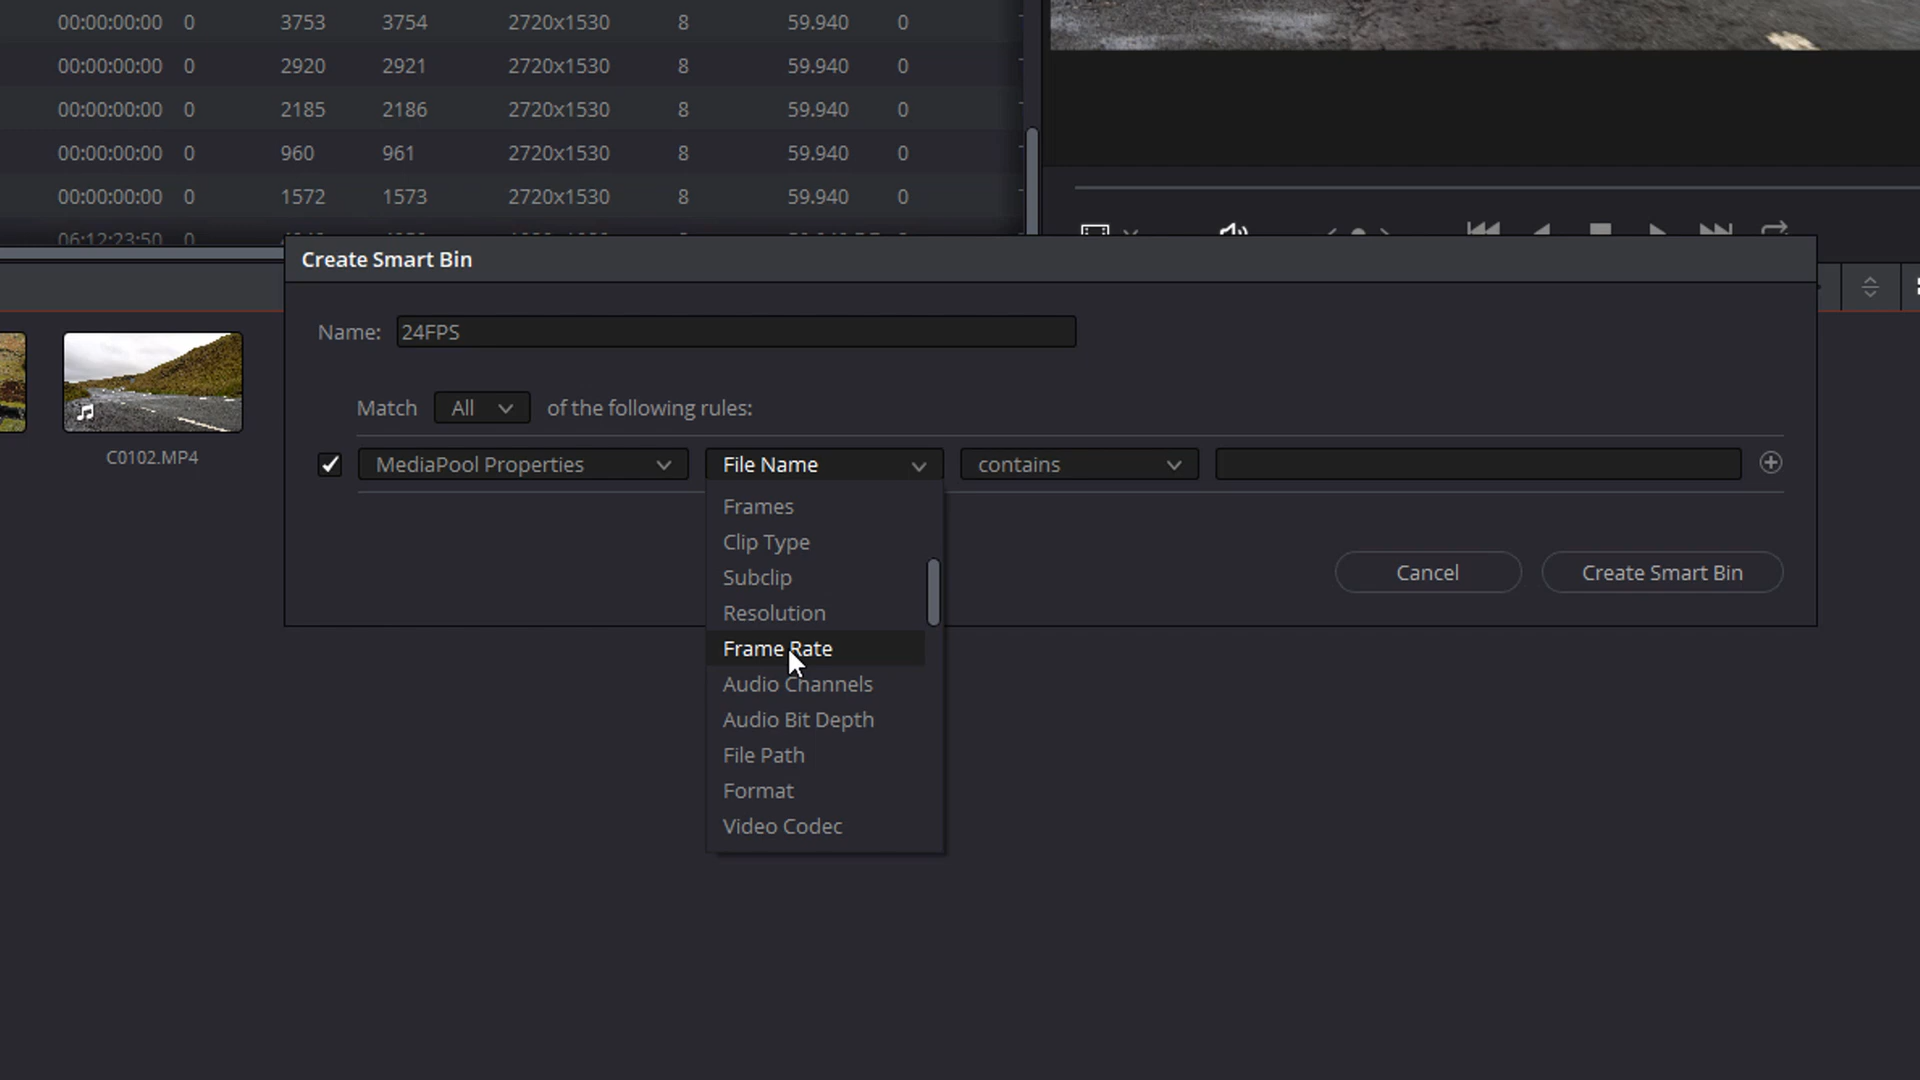 00:00:00:00 0 3753 3754 2720x1530 8 59.940 0
00:00:00:00 0 2920 2921 2720x1530 8 59.940 0
00:00:00:00 0 2185 2186 2720x1530 8 59.940 0
00:00:00:00 0 960 961 2720x1530 8 59.940 0
00:00:00:00 0 1572 1573 2720x1530 8 59.940 0
06:12:23:50 0
Create Smart Bin
Name: 24FPS
Match All of the following rules:
MediaPool Properties File Name contains
Frames
Clip Type
Subclip
Resolution
Frame Rate
Audio Channels
Audio Bit Depth
File Path
Format
Video Codec
Cancel Create Smart Bin
C0102.MP4